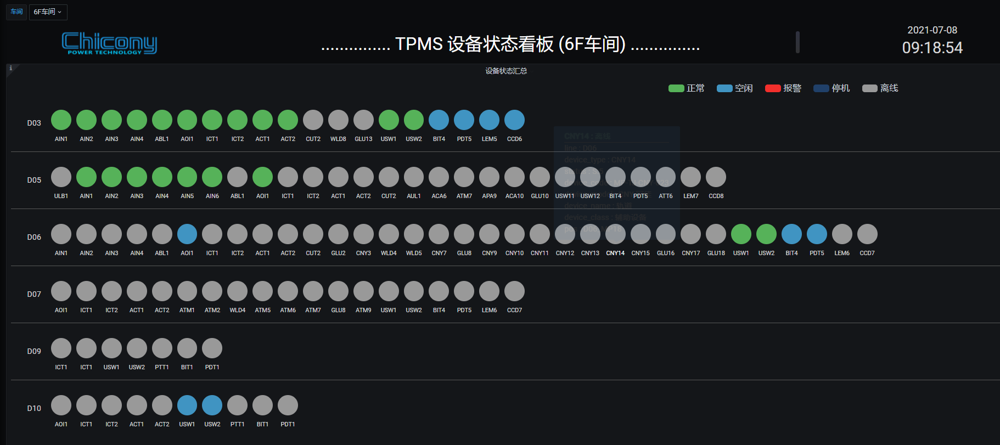 车间 6F车间
Chicony
POWER TECHNOLOGY
............... TPMS 设备状态看板 (6F车间) ...............
2021-07-08
09:18:54
设备状态汇总
正常 空闲 报警 停机 离线
D03
AIN1 AIN2 AIN3 AIN4 ABL1 AOI1 ICT1 ICT2 ACT1 ACT2 CUT2 WLD8 GLU13 USW1 USW2 BIT4 PDT5 LEM5 CCD6
CNY14 : 离线
line : D06
device_type : CNY14
D05
ULB1 AIN1 AIN2 AIN3 AIN4 AIN5 AIN6 ABL1 AOI1 ICT1 ICT2 ACT1 ACT2 CUT2 AUL1 ACA6 ATM7 APA9 ACA10 GLU10 USW11 USW12 BIT4 PDT5 ATT6 LEM7 CCD8
device_name : 轨道
device_class : 辅助设备
D06
AIN1 AIN2 AIN3 AIN4 ABL1 AOI1 ICT1 ICT2 ACT1 ACT2 CUT2 GLU2 CNY3 WLD4 WLD5 CNY7 GLU8 CNY9 CNY10 CNY11 CNY12 CNY13 CNY14 CNY15 GLU16 CNY17 GLU18 USW1 USW2 BIT4 PDT5 LEM6 CCD7
D07
AOI1 ICT1 ICT2 ACT1 ACT2 ATM1 ATM2 WLD4 ATM5 ATM6 ATM7 GLU8 ATM9 USW1 USW2 BIT4 PDT5 LEM6 CCD7
D09
ICT1 ICT1 USW1 USW2 PTT1 BIT1 PDT1
D10
AOI1 ICT1 ICT2 ACT1 ACT2 USW1 USW2 PTT1 BIT1 PDT1